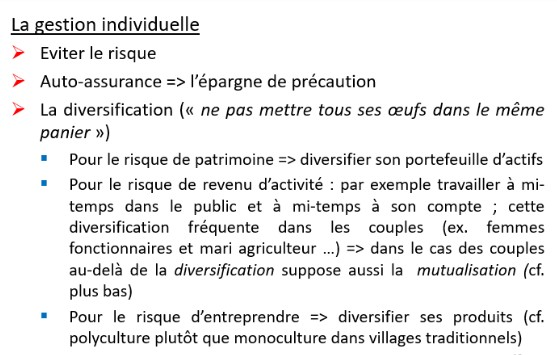 La gestion individuelle
Eviter le risque
Auto-assurance => l'épargne de précaution
La diversification (« ne pas mettre tous ses œufs dans le même
panier »)
Pour le risque de patrimoine => diversifier son portefeuille d'actifs
Pour le risque de revenu d'activité : par exemple travailler à mi-
temps dans le public et à mi-temps à son compte ; cette
diversification fréquente dans les couples (ex. femmes
fonctionnaires et mari agriculteur ...) => dans le cas des couples
au-delà de la diversification suppose aussi la mutualisation (cf.
plus bas)
Pour le risque d'entreprendre => diversifier ses produits (cf.
polyculture plutôt que monoculture dans villages traditionnels)